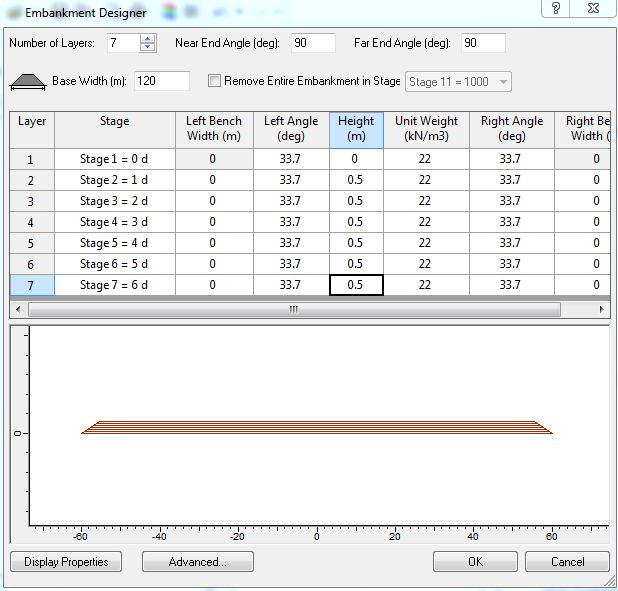 Embankment Designer
Number of Layers: 7 Near End Angle (deg): 90 Far End Angle (deg): 90
Base Width (m): 120 Remove Entire Embankment in Stage Stage 11 = 1000
Layer Stage Left Bench Width (m) Left Angle (deg) Height (m) Unit Weight (kN/m3) Right Angle (deg) Right Be Width (
1 Stage 1 = 0 d 0 33.7 0 22 33.7 0
2 Stage 2 = 1 d 0 33.7 0.5 22 33.7 0
3 Stage 3 = 2 d 0 33.7 0.5 22 33.7 0
4 Stage 4 = 3 d 0 33.7 0.5 22 33.7 0
5 Stage 5 = 4 d 0 33.7 0.5 22 33.7 0
6 Stage 6 = 5 d 0 33.7 0.5 22 33.7 0
7 Stage 7 = 6 d 0 33.7 0.5 22 33.7 0
0
-60 -40 -20 0 20 40 60
Display Properties Advanced... OK Cancel